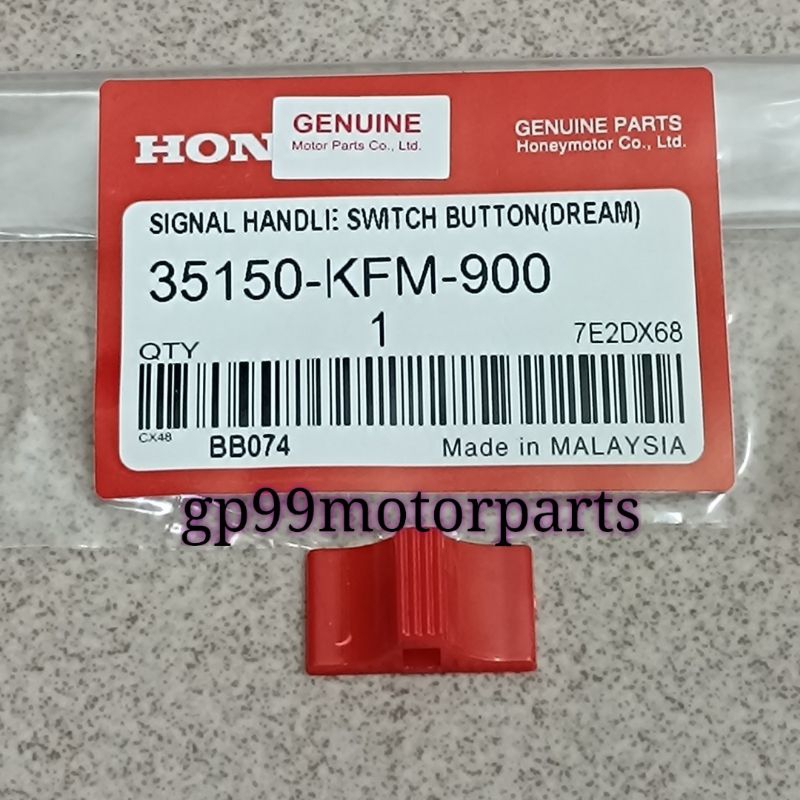 HON
GENUINE
Motor Parts Co., Ltd.
GENUINE PARTS
Honeymotor Co., Ltd.
SIGNAL HANDLE SWITCH BUTTON(DREAM)
35150-KFM-900
QTY 1 7E2DX68
CX48 BB074 Made in MALAYSIA
gp99motorparts